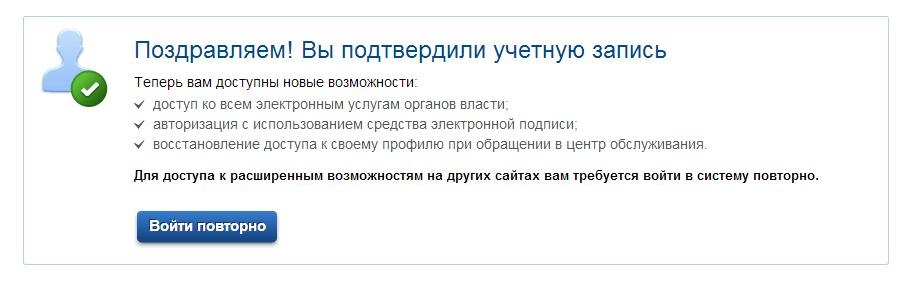 Поздравляем! Вы подтвердили учетную запись
Теперь вам доступны новые возможности:
доступ ко всем электронным услугам органов власти;
авторизация с использованием средства электронной подписи;
восстановление доступа к своему профилю при обращении в центр обслуживания.
Для доступа к расширенным возможностям на других сайтах вам требуется войти в систему повторно.
Войти повторно